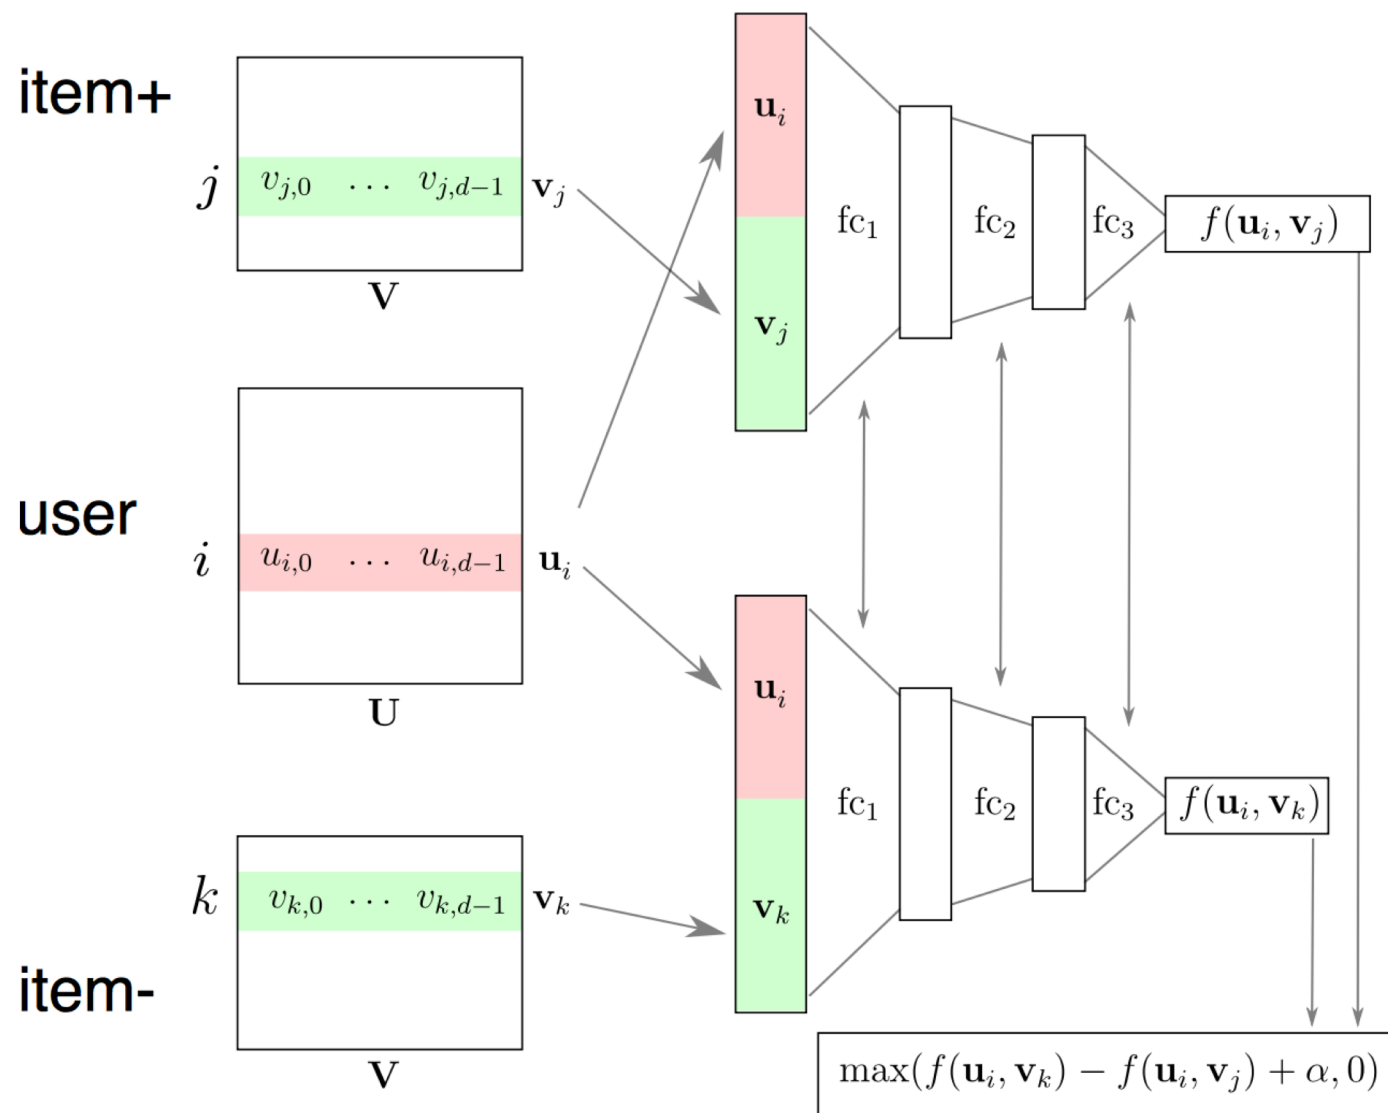 item+
j
v_{j,0} ... v_{j,d−1}
v_j
V
user
i
u_{i,0} ... u_{i,d−1}
u_i
U
k
v_{k,0} ... v_{k,d−1}
v_k
item-
V
u_i
v_j
fc_1
fc_2
fc_3
f(u_i, v_j)
u_i
v_k
fc_1
fc_2
fc_3
f(u_i, v_k)
max(f(u_i, v_k) − f(u_i, v_j) + α, 0)